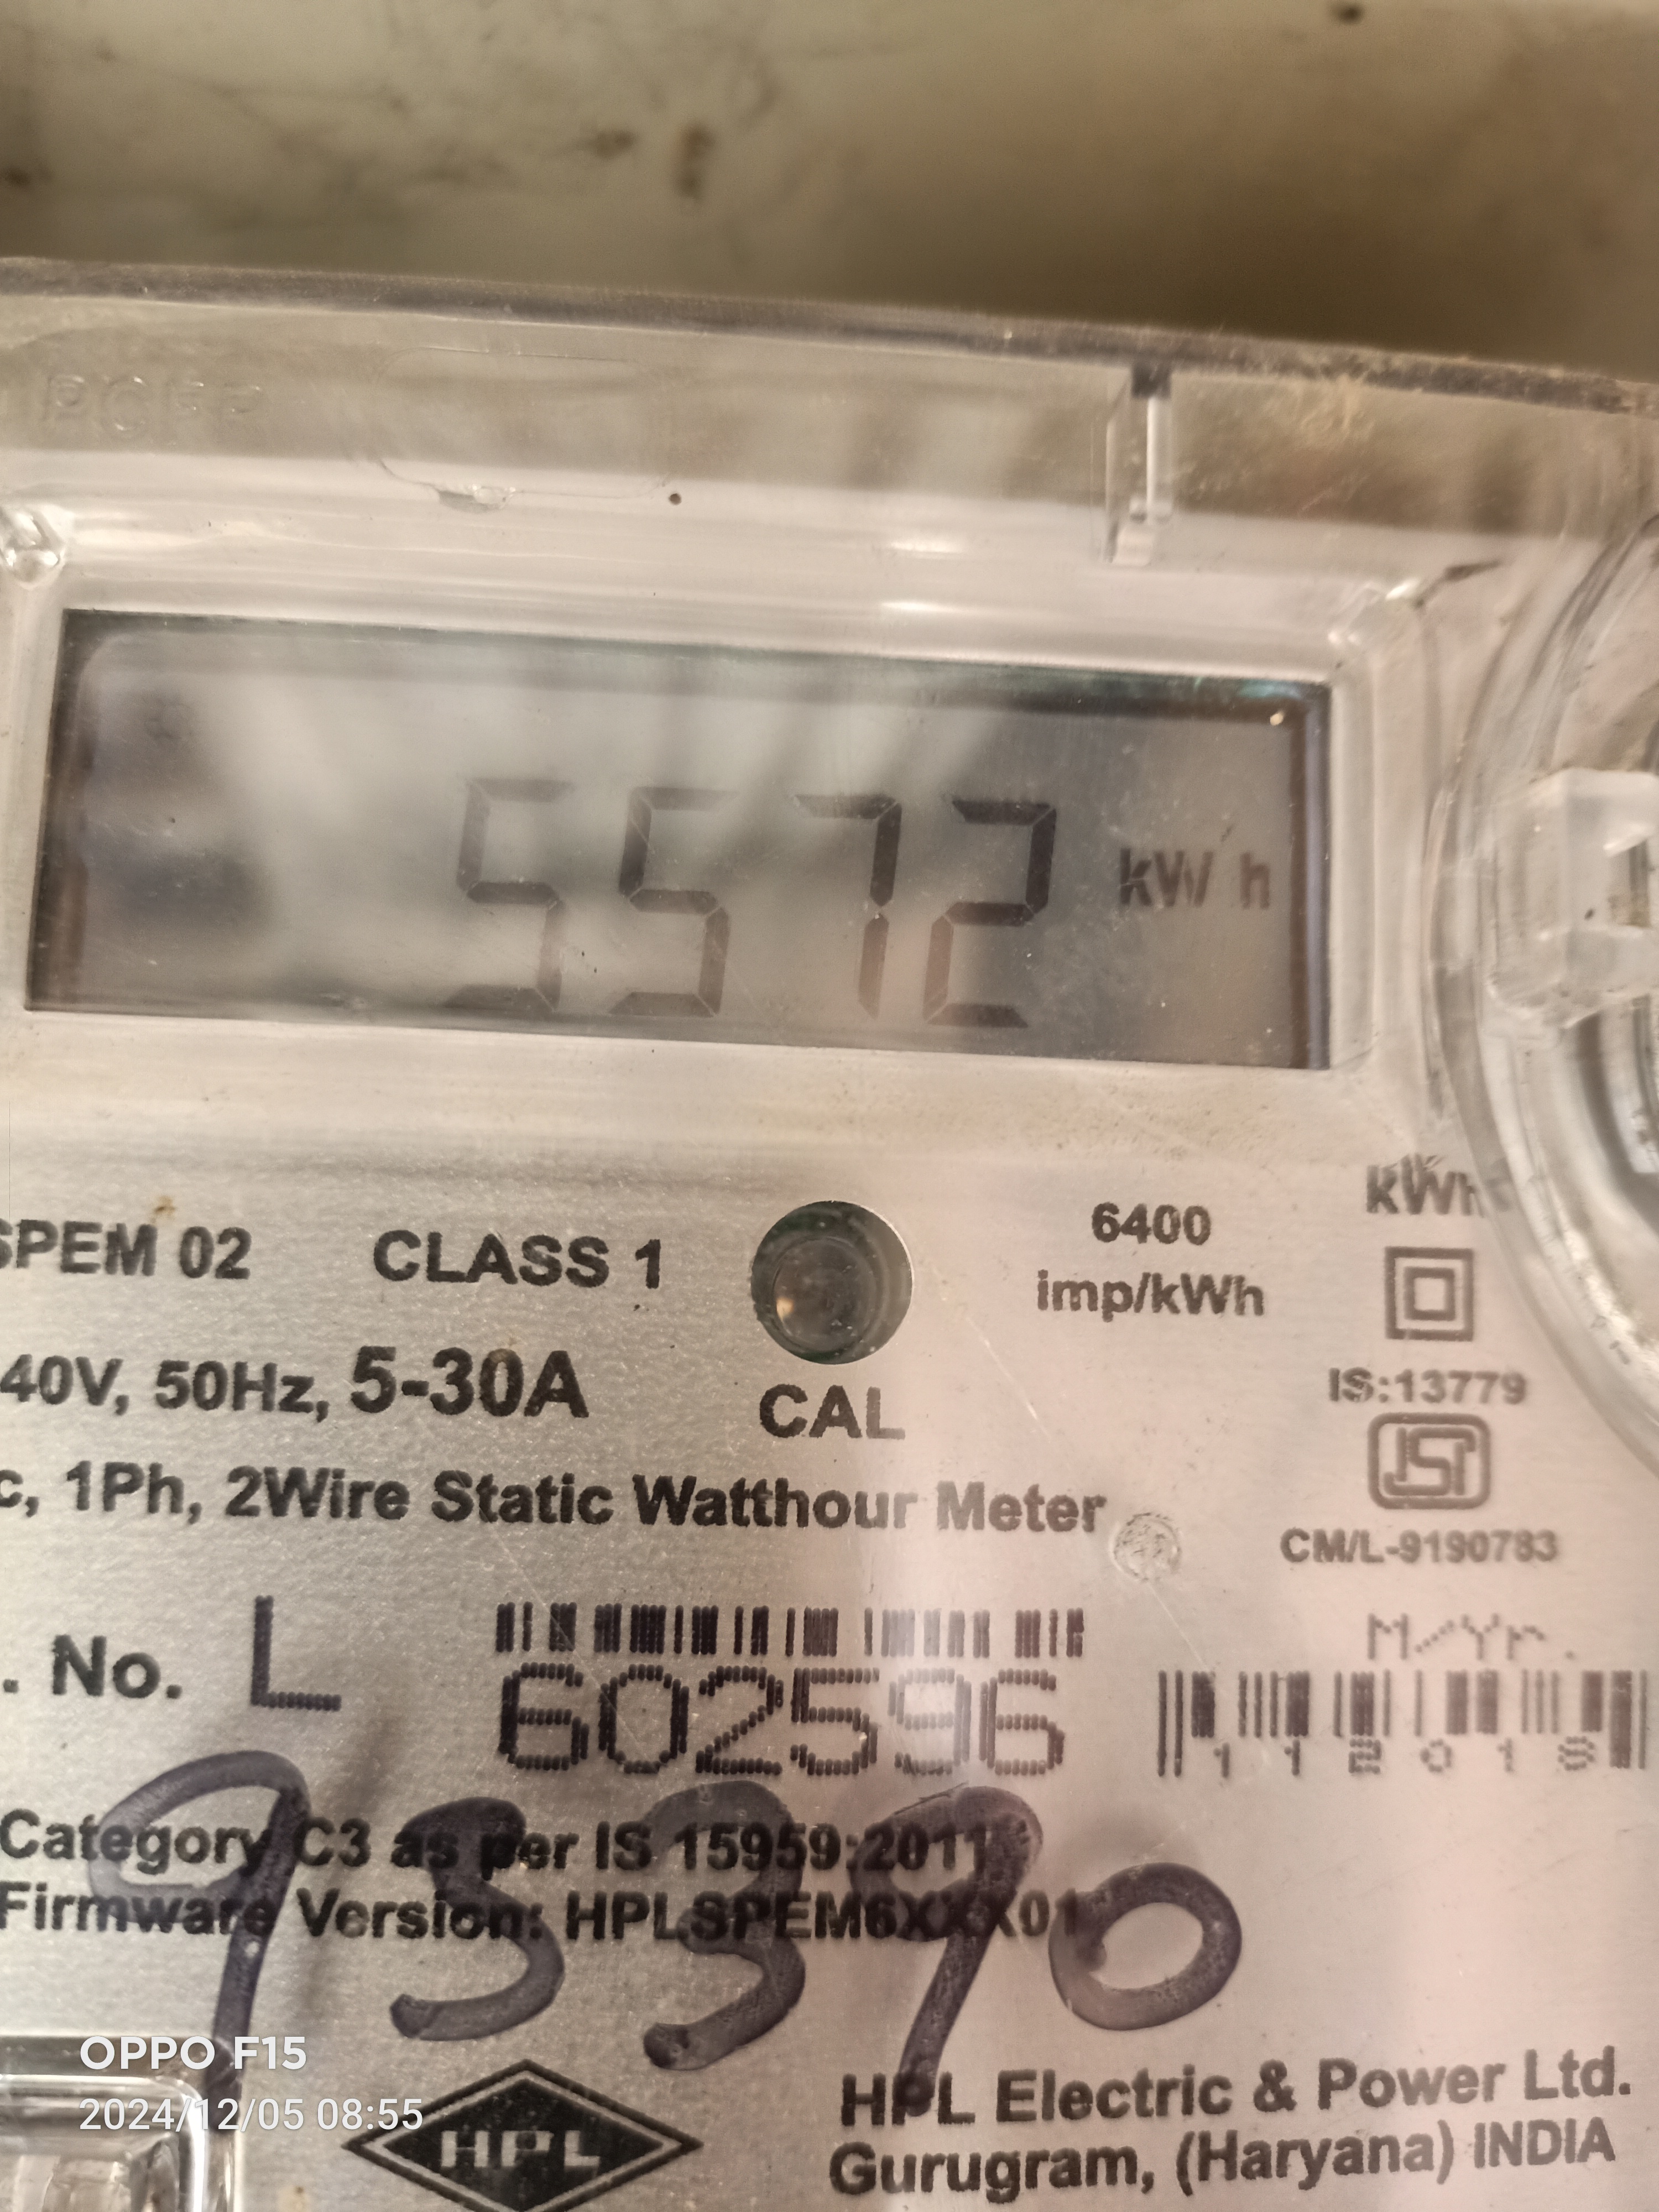 5572 kW h
kWh
SPEM 02 CLASS 1
6400
imp/kWh
40V, 50Hz, 5-30A
CAL
IS:13779
c, 1Ph, 2Wire Static Watthour Meter
ISI
CM/L-9190783
. No. L 602596
M/Yr.
112018
Category C3 as per IS 15959:2011
Firmware Version: HPLSPEM6XXX01
93390
HPL
HPL Electric & Power Ltd.
Gurugram, (Haryana) INDIA
OPPO F15
2024/12/05 08:55